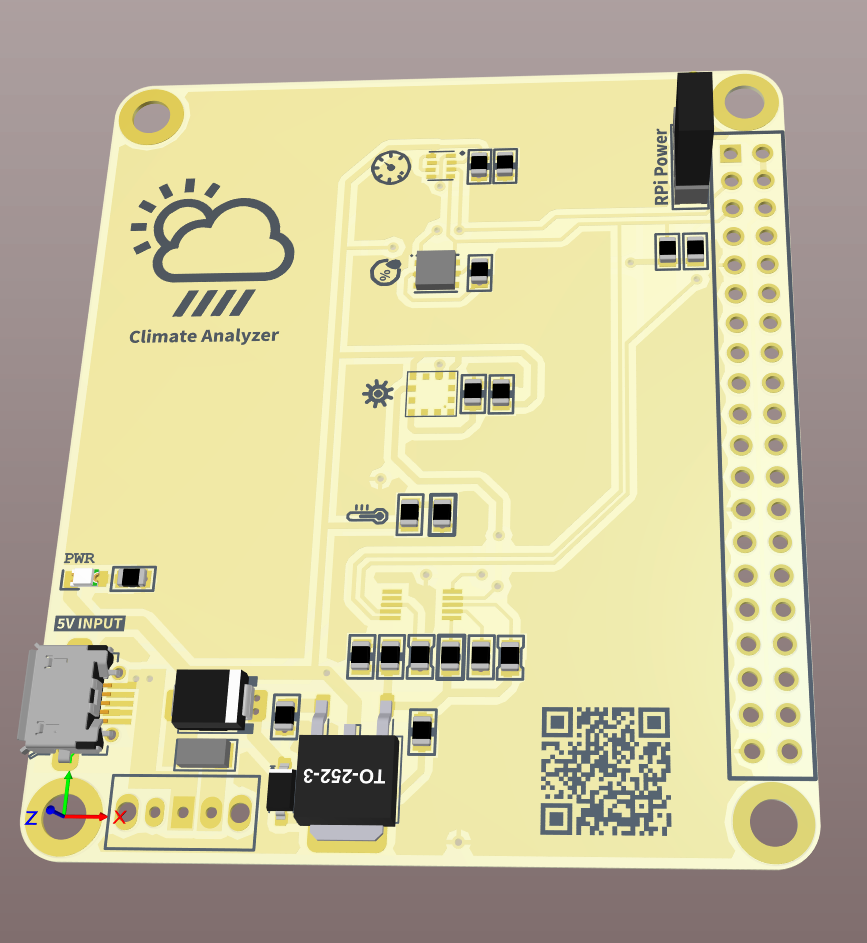 RPi Power
%
Climate Analyzer
PWR
5V INPUT
TO-252-3
Z
X